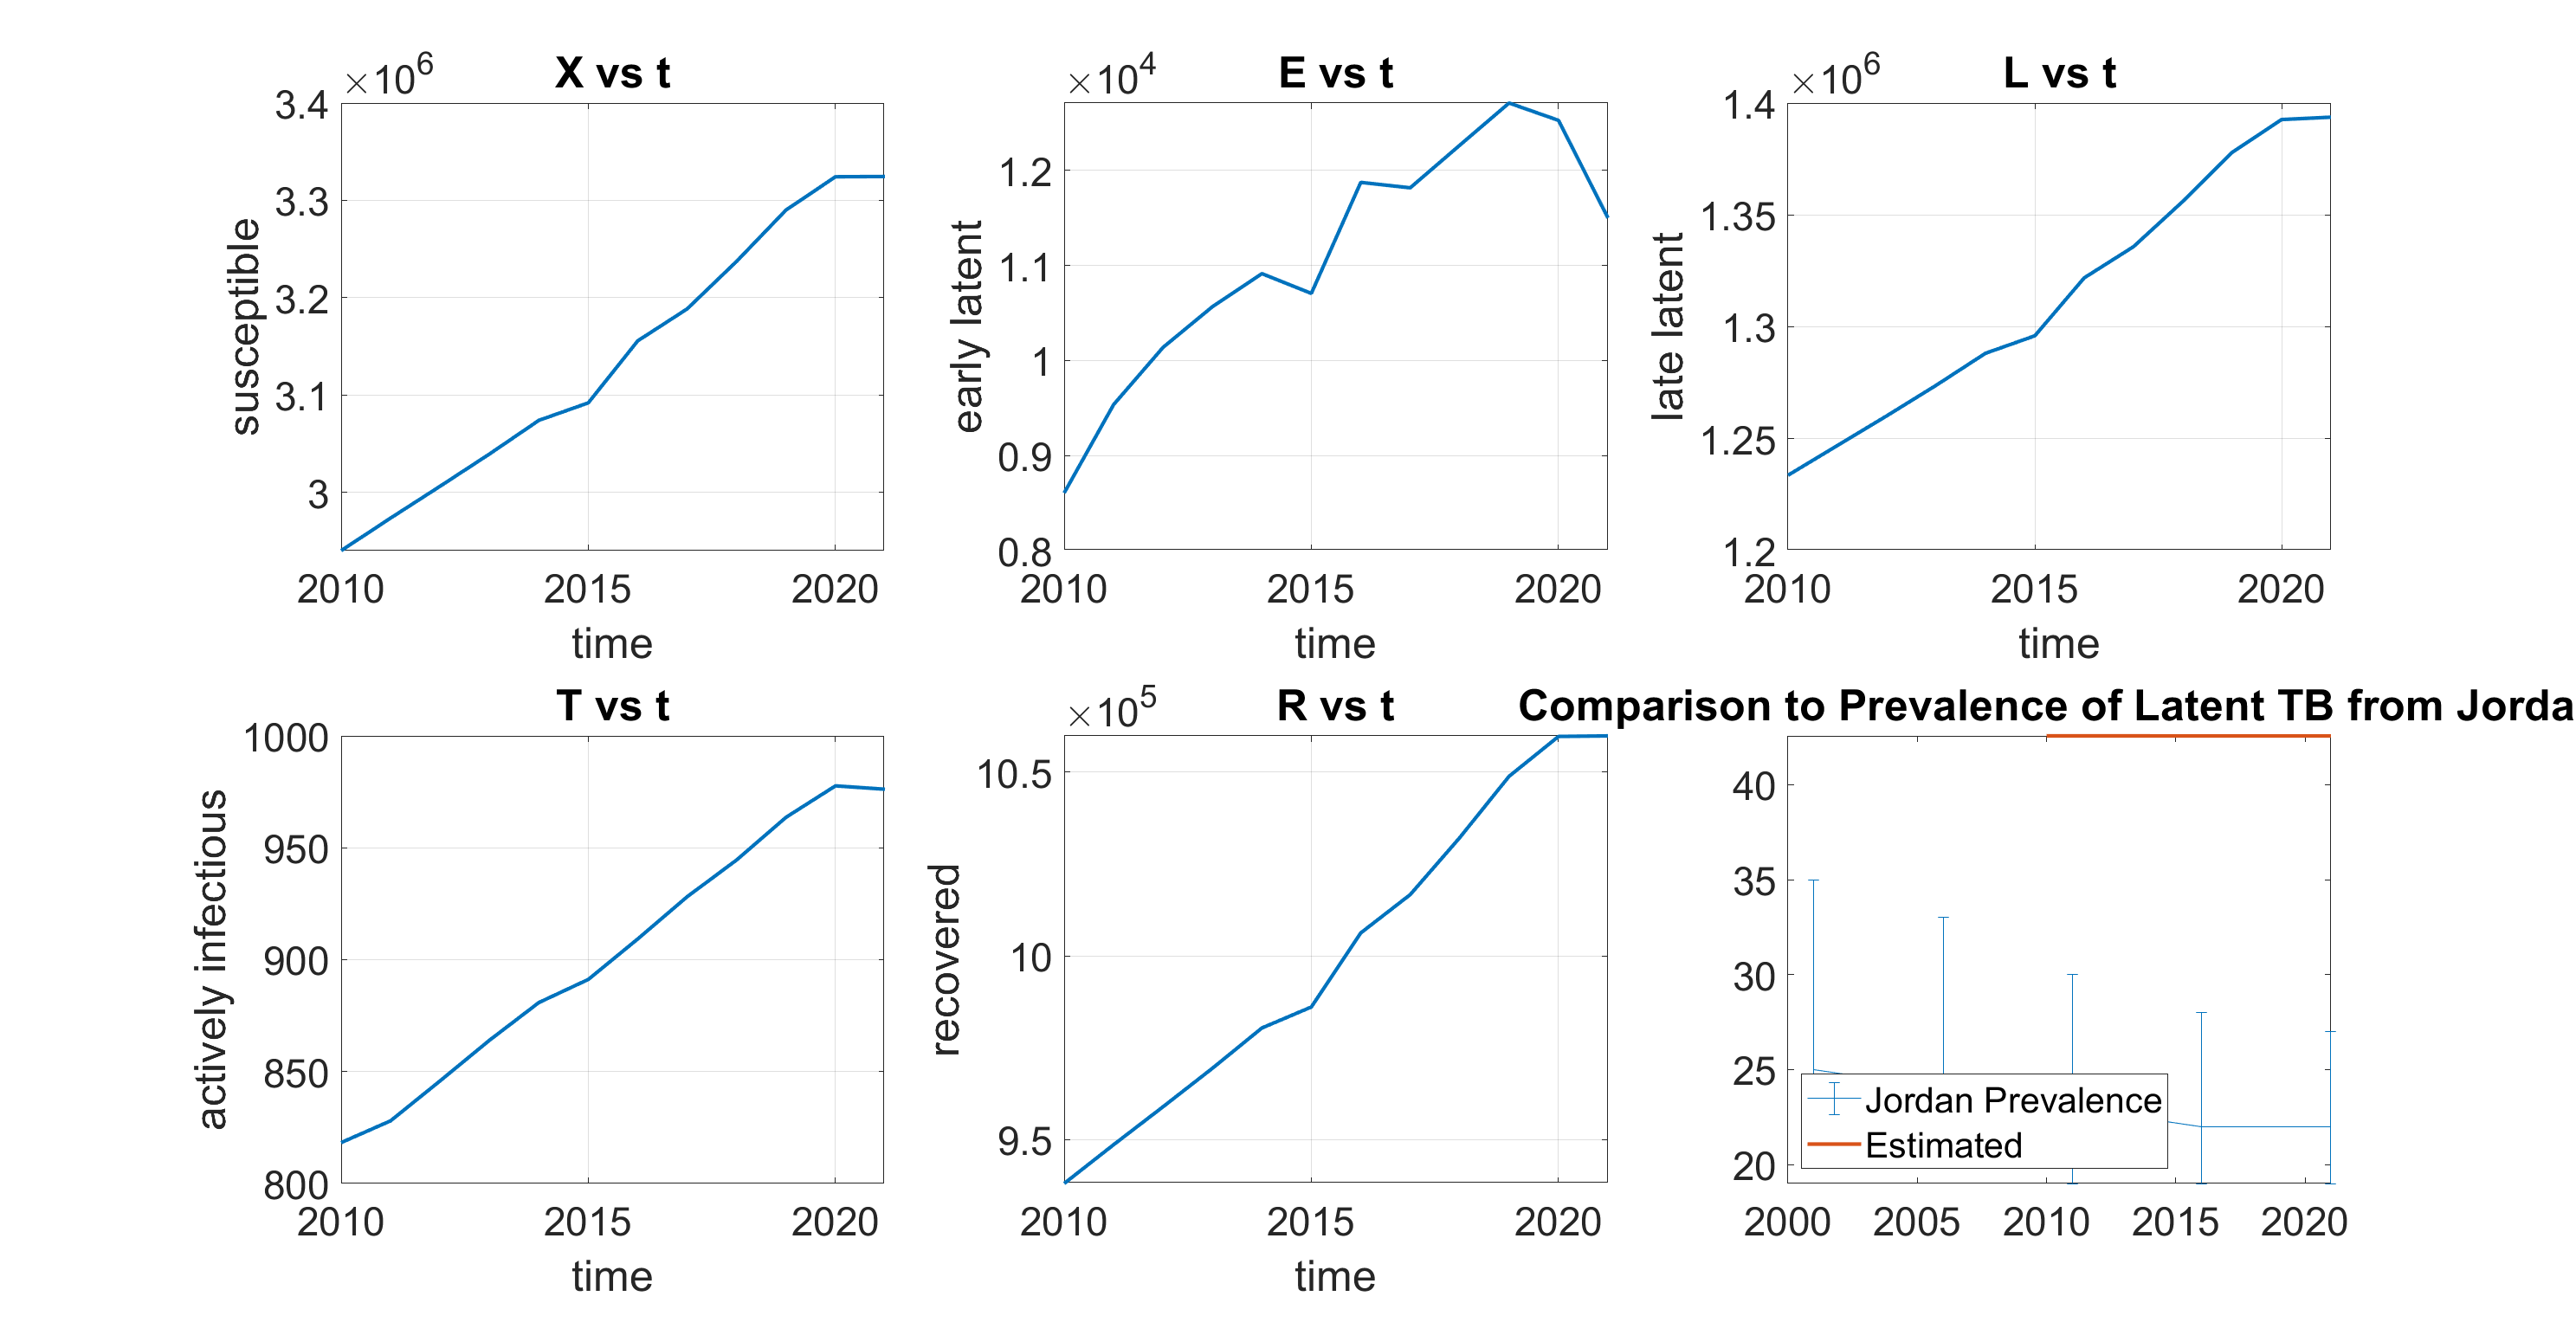 X vs t
×10^6
3.4
3.3
3.2
3.1
3
susceptible
2010 2015 2020
time
E vs t
×10^4
1.2
1.1
1
0.9
0.8
early latent
2010 2015 2020
time
L vs t
×10^6
1.4
1.35
1.3
1.25
1.2
late latent
2010 2015 2020
time
T vs t
1000
950
900
850
800
actively infectious
2010 2015 2020
time
R vs t
×10^5
10.5
10
9.5
recovered
2010 2015 2020
time
Comparison to Prevalence of Latent TB from Jorda
40
35
30
25
20
Jordan Prevalence
Estimated
2000 2005 2010 2015 2020